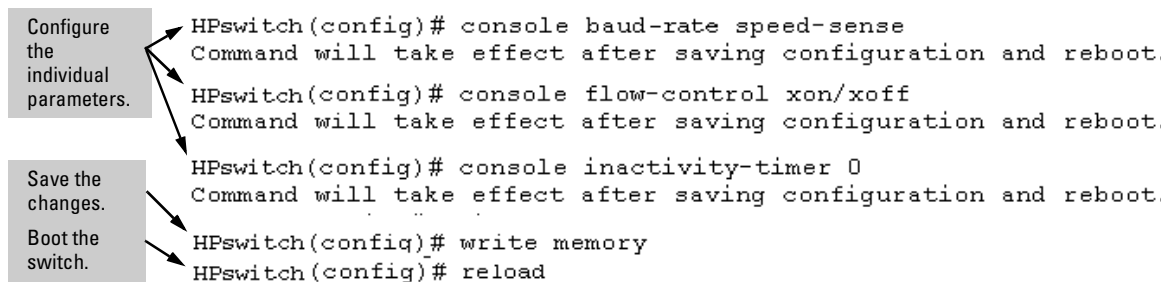 Configure
the
individual
parameters.
HPswitch(config)# console baud-rate speed-sense
Command will take effect after saving configuration and reboot.
HPswitch(config)# console flow-control xon/xoff
Command will take effect after saving configuration and reboot.
HPswitch(config)# console inactivity-timer 0
Command will take effect after saving configuration and reboot.
Save the
changes.
HPswitch(config)# write memory
Boot the
switch.
HPswitch(config)# reload